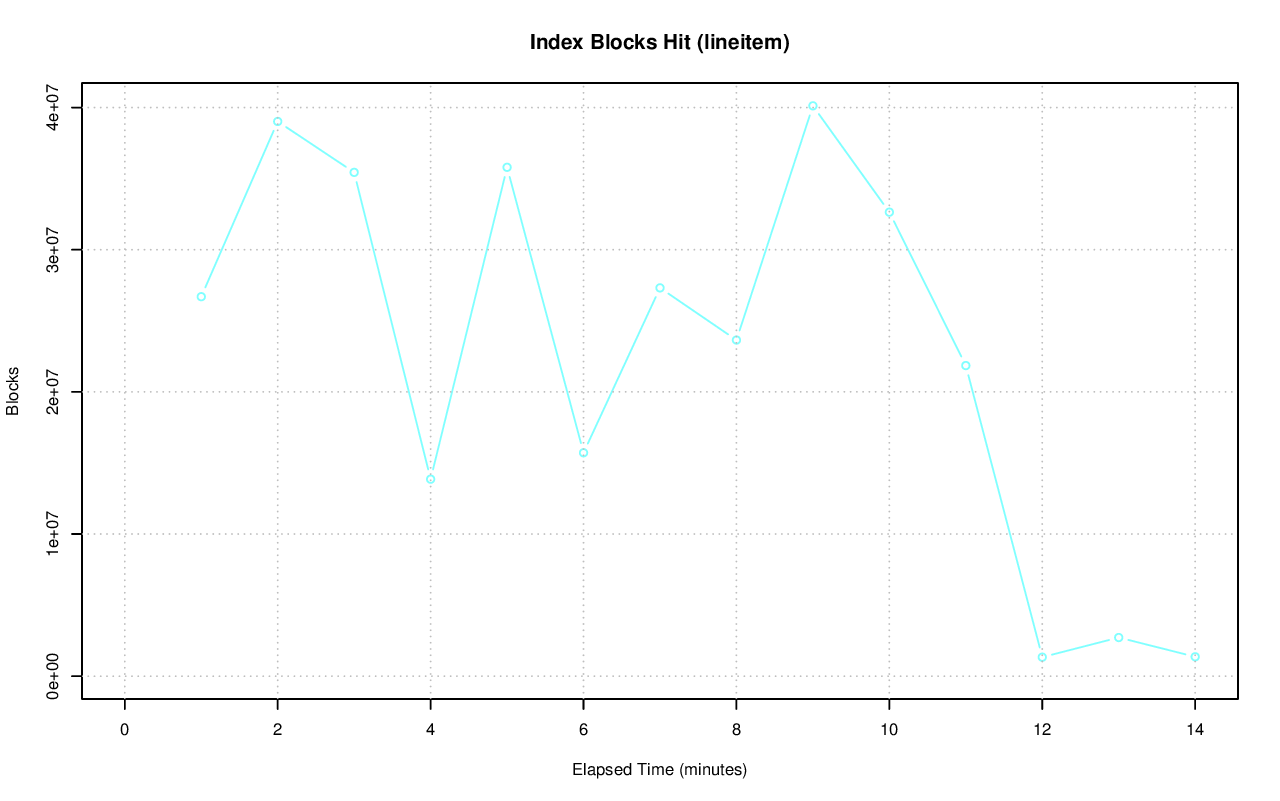 Index Blocks Hit (lineitem)
4e+07
3e+07
2e+07
1e+07
0e+00
Blocks
0 2 4 6 8 10 12 14
Elapsed Time (minutes)